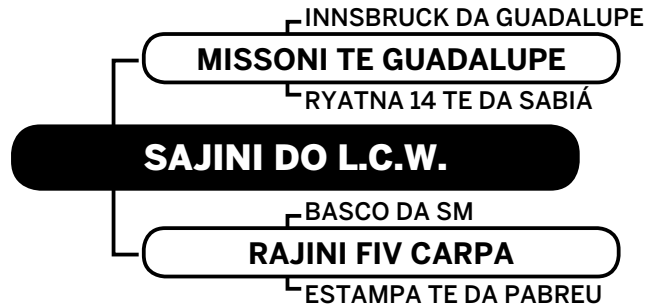 INNSBRUCK DA GUADALUPE
MISSONI TE GUADALUPE
RYATNA 14 TE DA SABIÁ
SAJINI DO L.C.W.
BASCO DA SM
RAJINI FIV CARPA
ESTAMPA TE DA PABREU